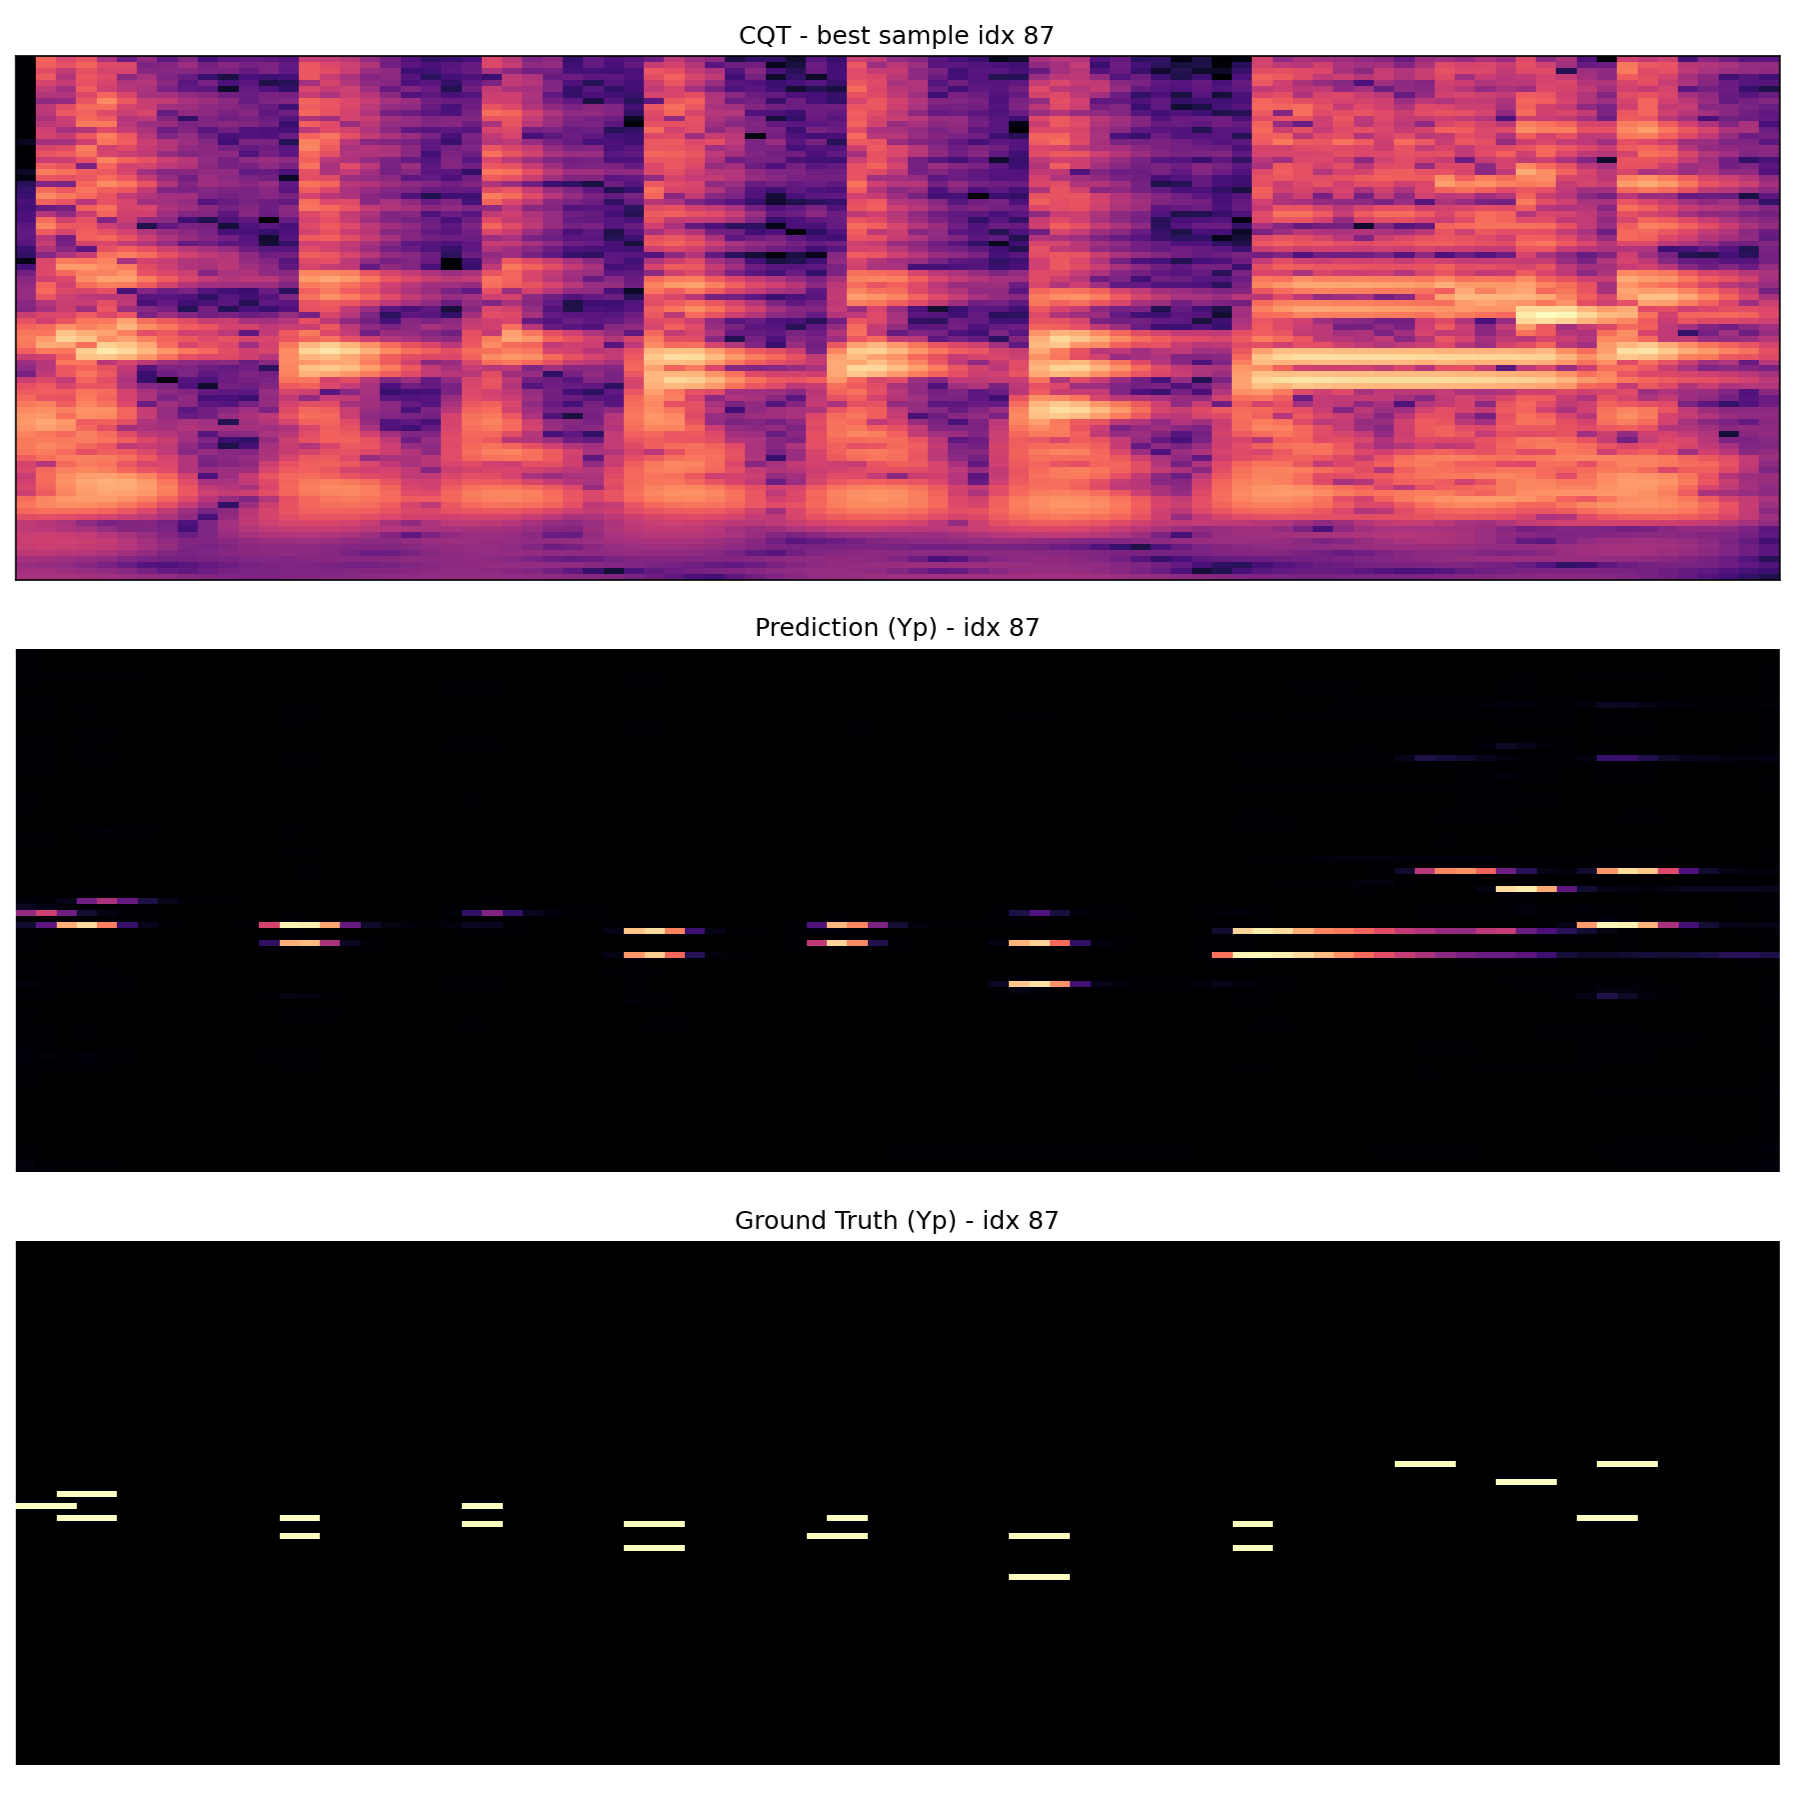 CQT - best sample idx 87
Prediction (Yp) - idx 87
Ground Truth (Yp) - idx 87